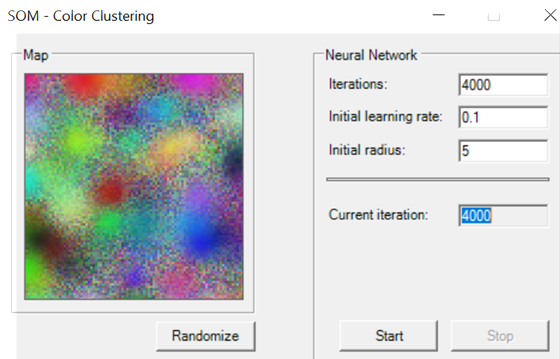 SOM - Color Clustering
Map
Randomize
Neural Network
Iterations: 4000
Initial learning rate: 0.1
Initial radius: 5
Current iteration: 4000
Start Stop